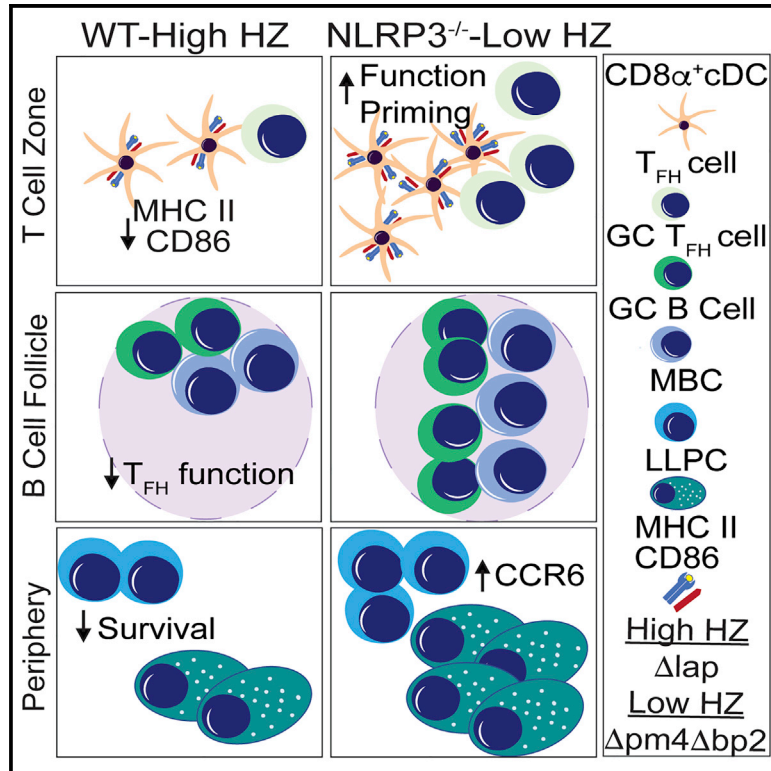 WT-High HZ
NLRP3⁻/⁻-Low HZ
T Cell Zone
↓ MHC II
CD86
↑ Function
Priming
B Cell Follicle
↓ TFH function
Periphery
↓ Survival
↑ CCR6
CD8α⁺cDC
TFH cell
GC TFH cell
GC B Cell
MBC
LLPC
MHC II
CD86
High HZ
Δlap
Low HZ
Δpm4Δbp2